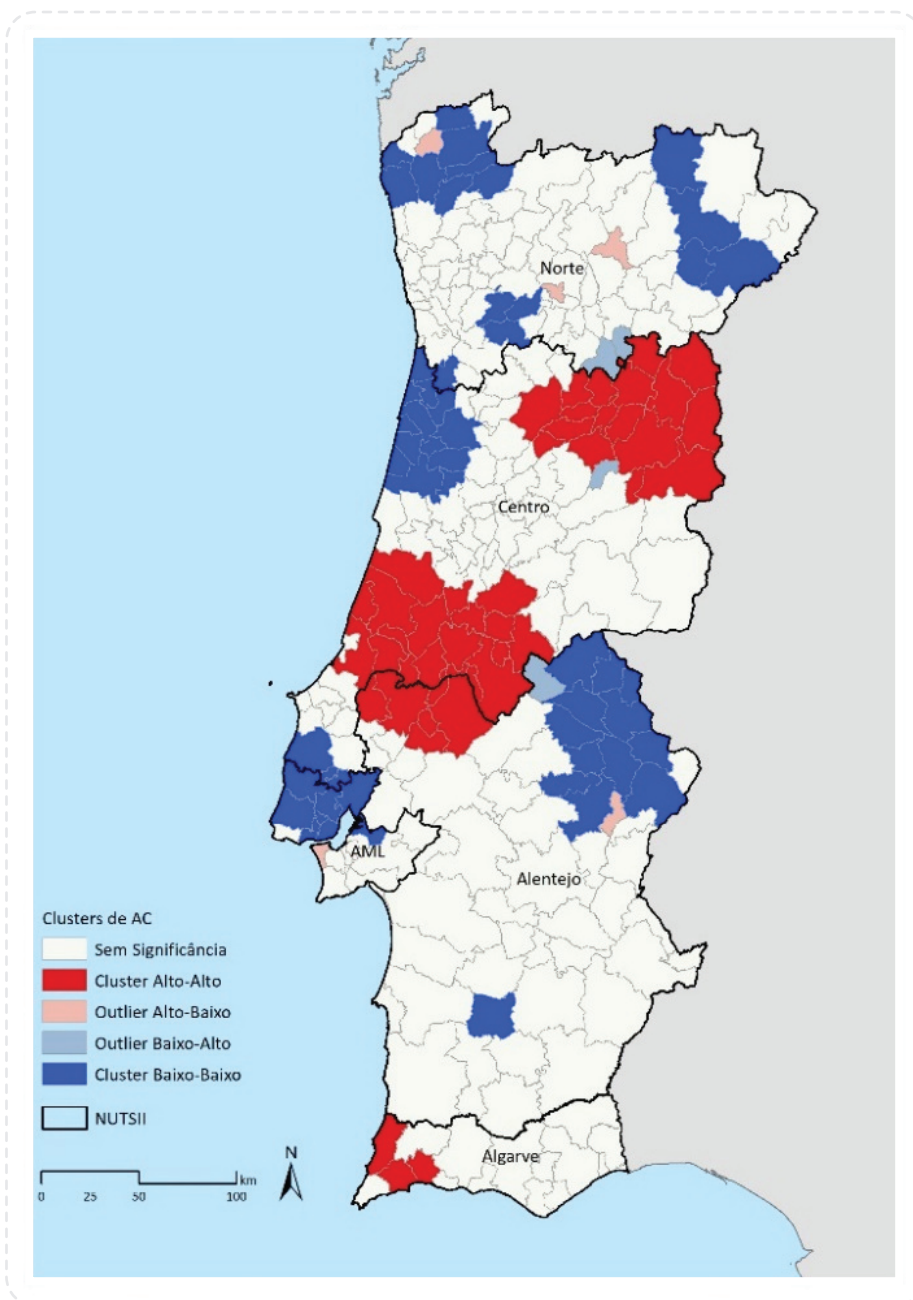 Norte
Centro
AML
Alentejo
Clusters de AC
Sem Significância
Cluster Alto-Alto
Outlier Alto-Baixo
Outlier Baixo-Alto
Cluster Baixo-Baixo
NUTSII
Algarve
N
km
0 25 50 100